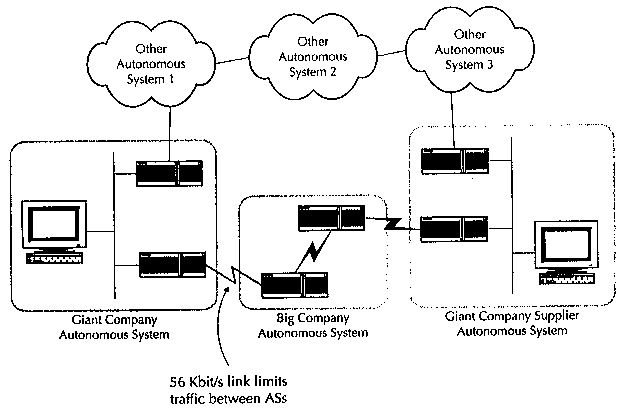 Other
Autonomous
System 1
Other
Autonomous
System 2
Other
Autonomous
System 3
Giant Company
Autonomous System
Big Company
Autonomous System
Giant Company Supplier
Autonomous System
56 Kbit/s link limits
traffic between ASs